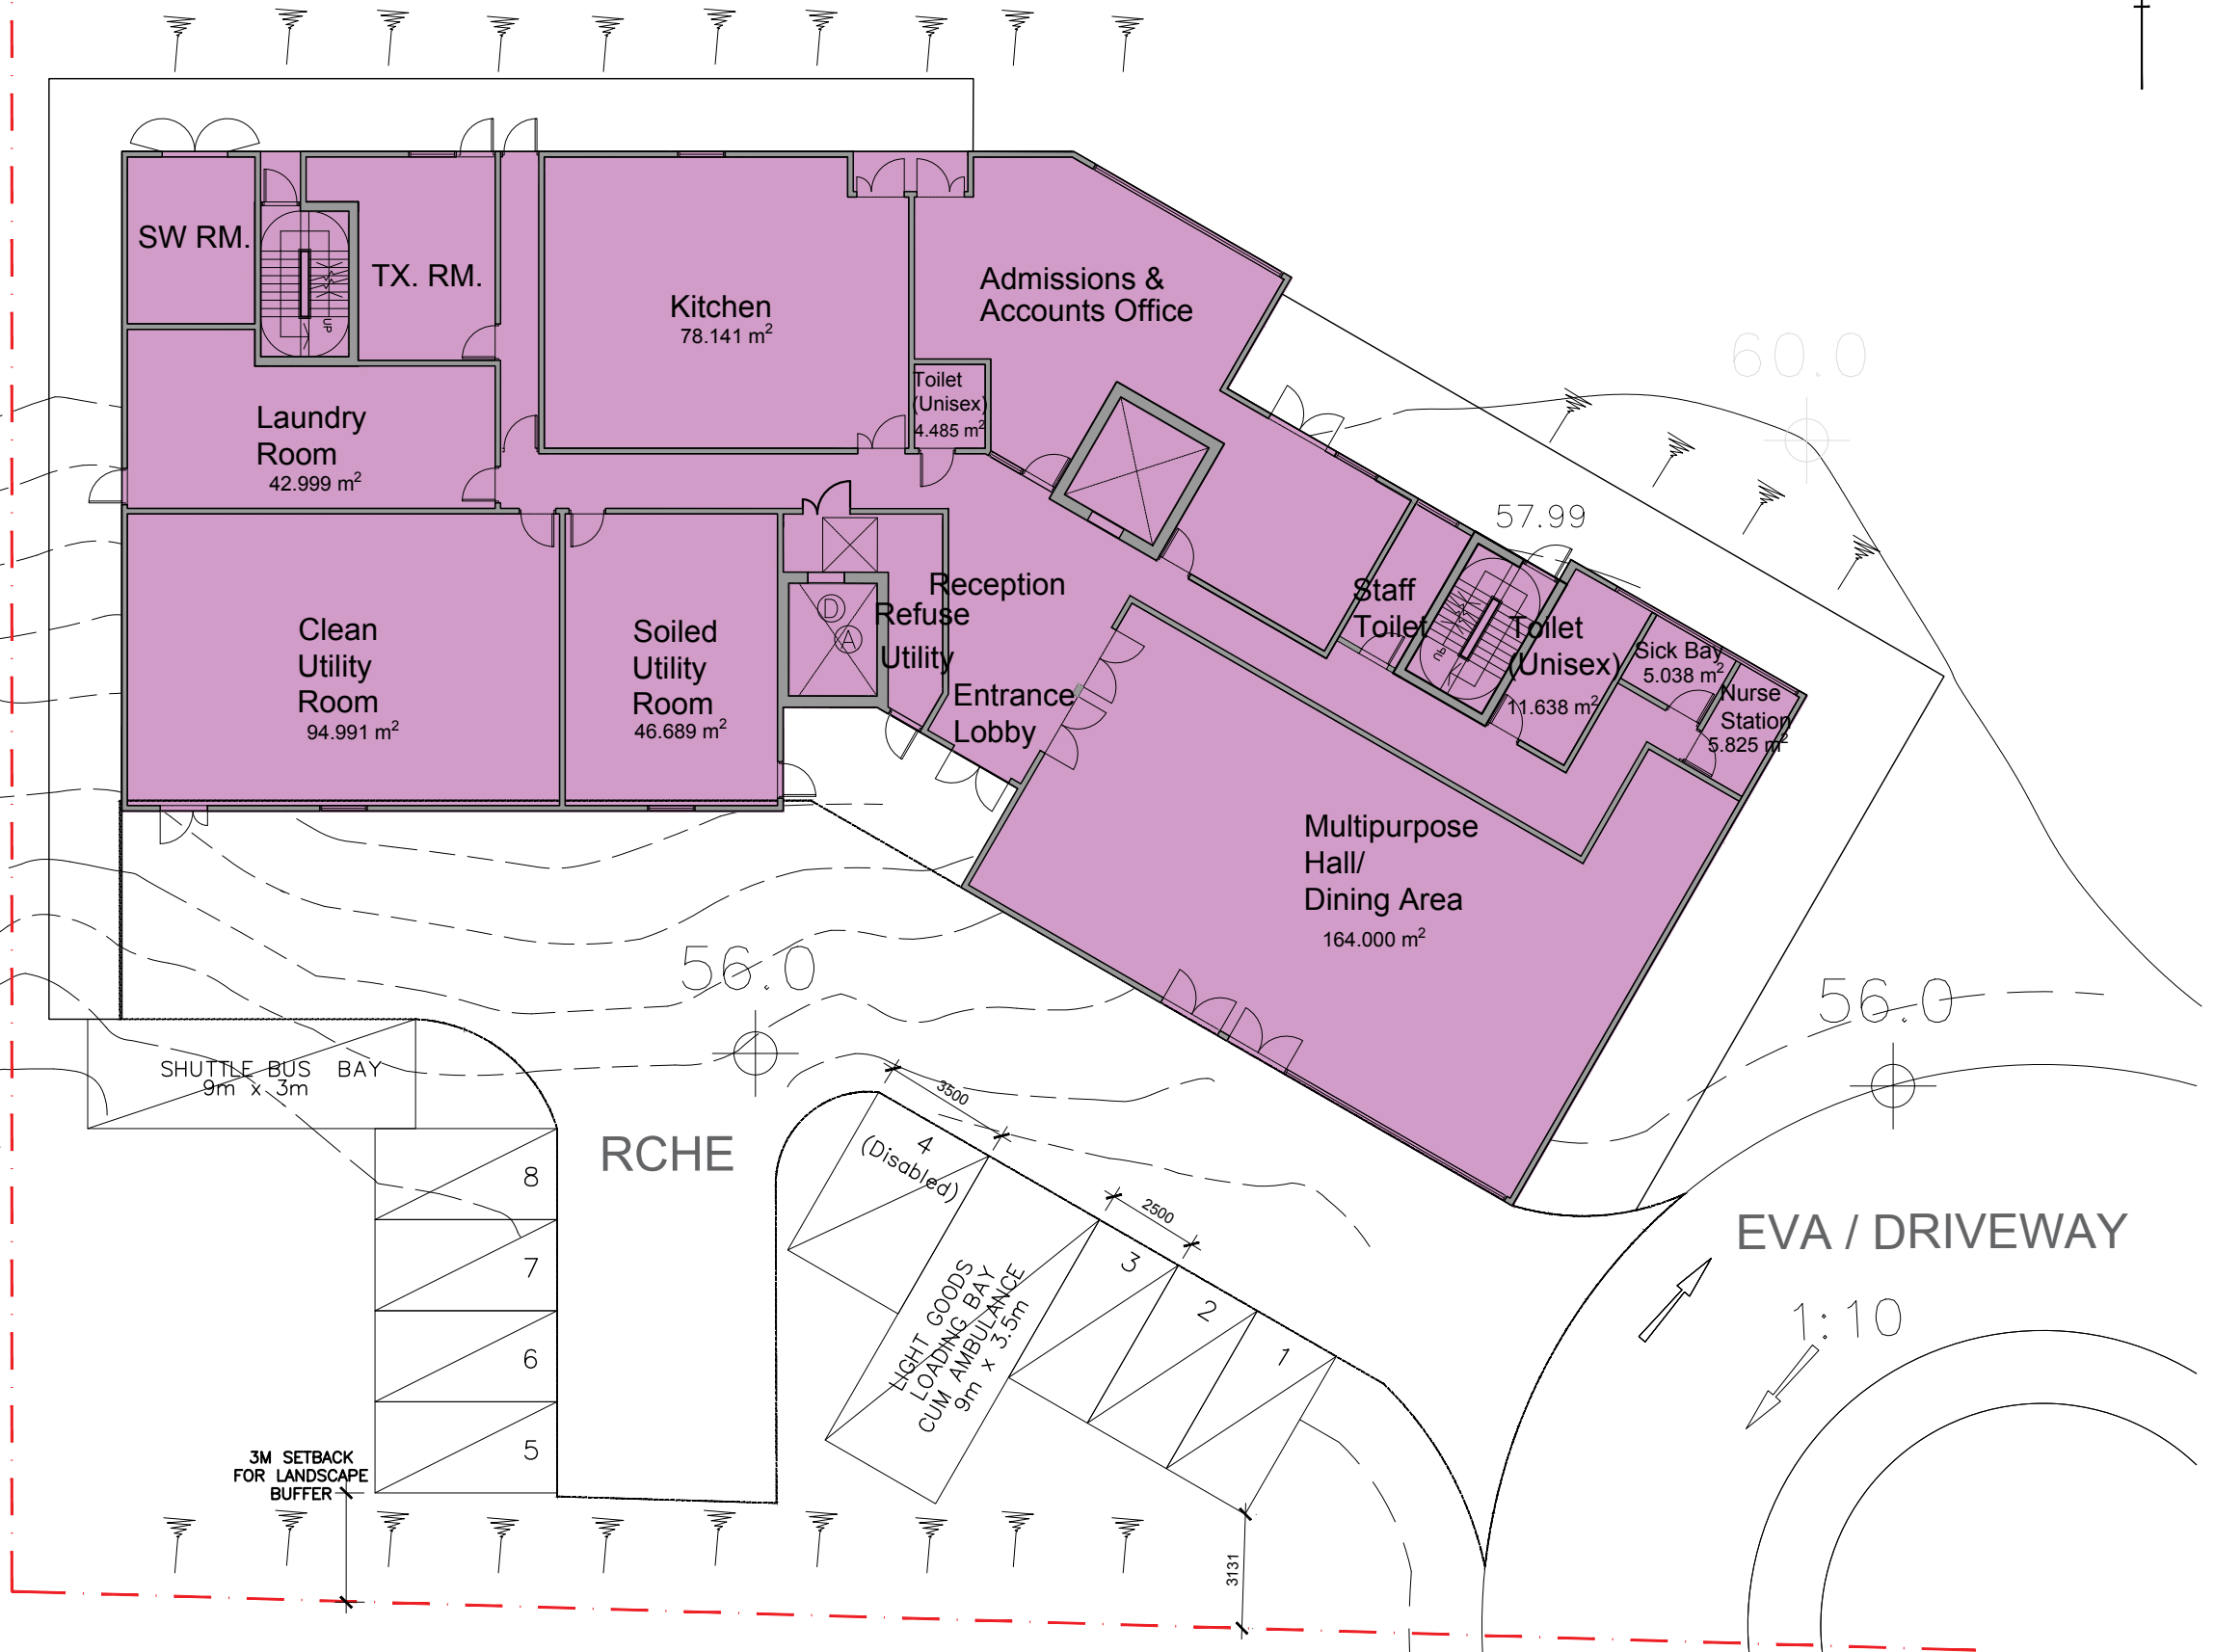 SW RM.
TX. RM.
UP
Kitchen
78.141 m²
Admissions &
Accounts Office
Toilet
(Unisex)
4.485 m²
Laundry
Room
42.999 m²
60.0
57.99
Clean
Utility
Room
94.991 m²
Soiled
Utility
Room
46.689 m²
D
A
Reception
Refuse
Utility
Entrance
Lobby
Staff
Toilet
UP
Toilet
(Unisex)
11.638 m²
Sick Bay
5.038 m²
Nurse
Station
5.825 m²
Multipurpose
Hall/
Dining Area
164.000 m²
56.0
56.0
SHUTTLE BUS BAY
9m x 3m
RCHE
8
7
6
5
3500
4
(Disabled)
2500
LIGHT GOODS
LOADING BAY
CUM AMBULANCE
9m x 3.5m
3
2
1
EVA / DRIVEWAY
1:10
3M SETBACK
FOR LANDSCAPE
BUFFER
3131